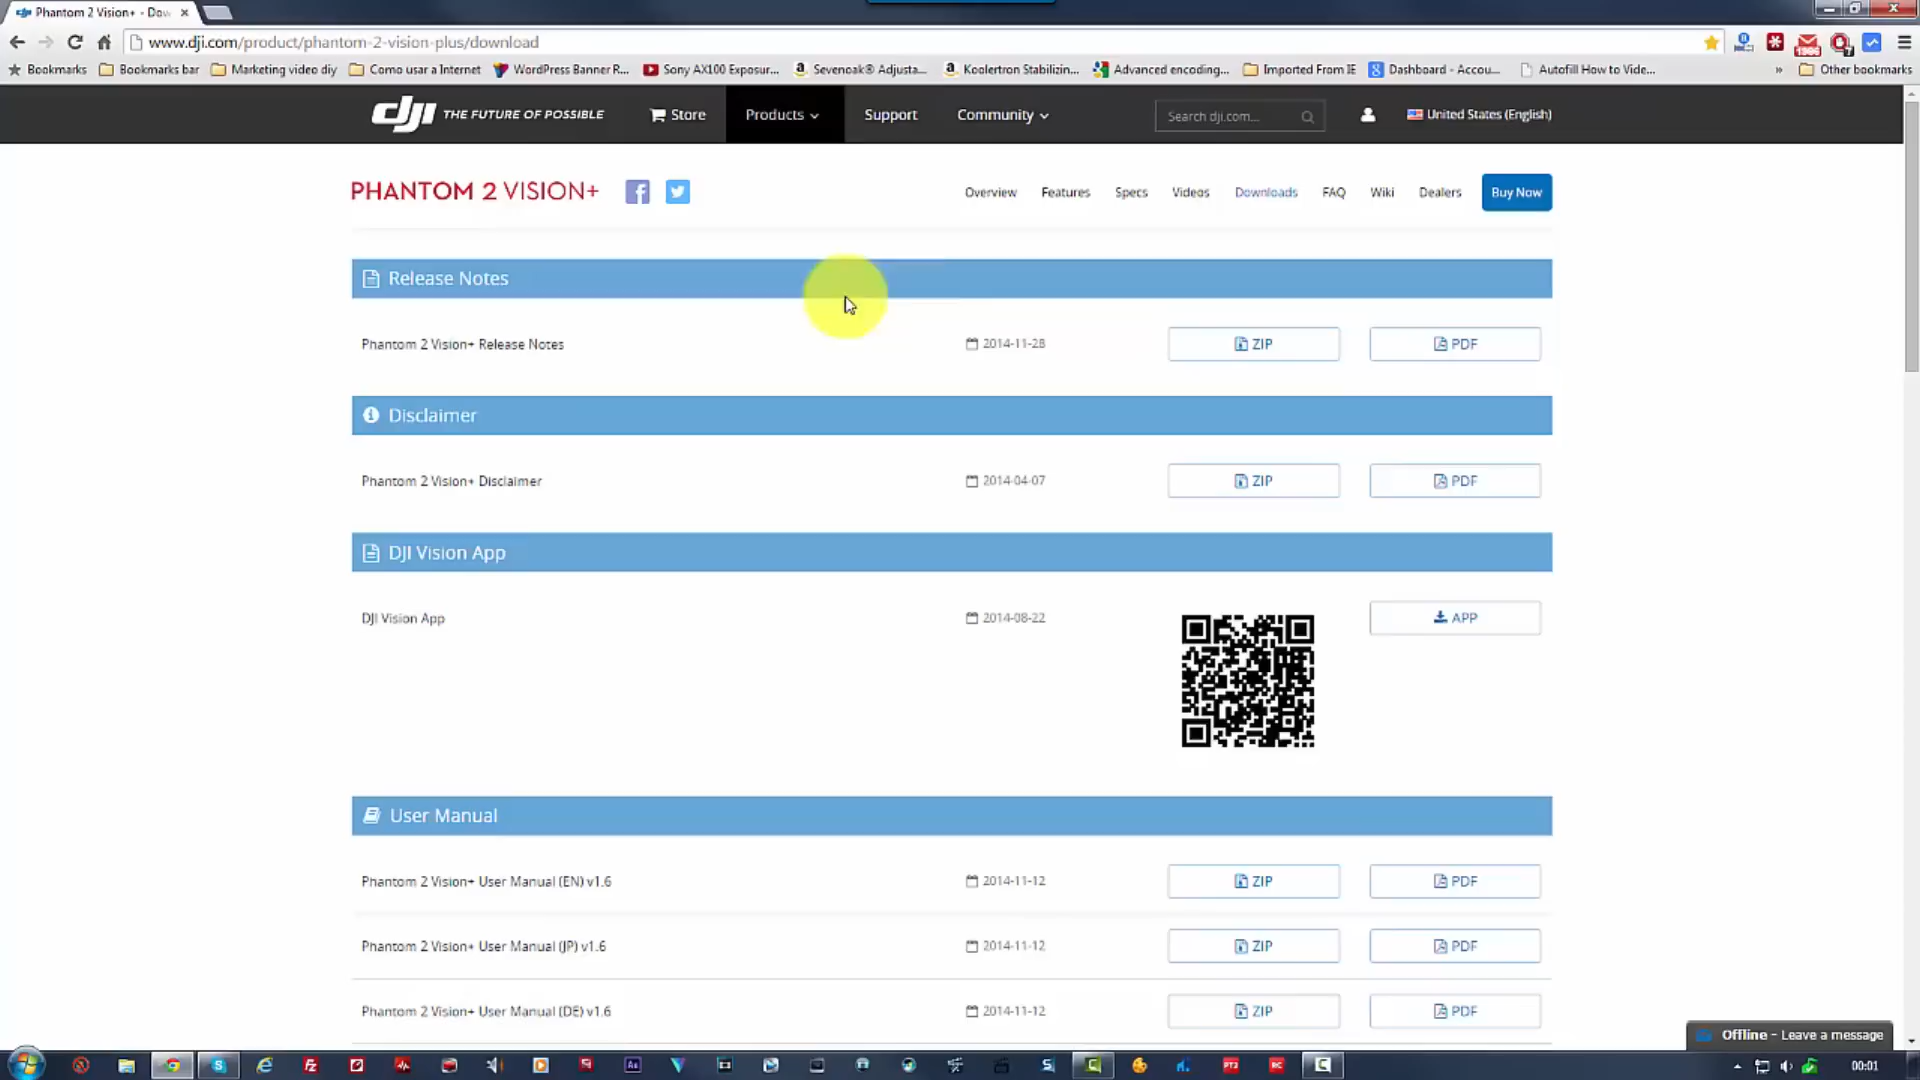 Phantom 2 Vision+ - Dow
www.dji.com/product/phantom-2-vision-plus/download
Bookmarks Bookmarks bar Marketing video diy Como usar a Internet WordPress Banner R... Sony AX100 Exposur... Sevenoak® Adjusta... Koolertron Stabilizin... Advanced encoding... Imported From IE Dashboard - Accou... Autofill How to Vide... » Other bookmarks
dji THE FUTURE OF POSSIBLE Store Products Support Community Search dji.com... United States (English)
PHANTOM 2 VISION+ Overview Features Specs Videos Downloads FAQ Wiki Dealers Buy Now
Release Notes
Phantom 2 Vision+ Release Notes 2014-11-28 ZIP PDF
Disclaimer
Phantom 2 Vision+ Disclaimer 2014-04-07 ZIP PDF
DJI Vision App
DJI Vision App 2014-08-22 APP
User Manual
Phantom 2 Vision+ User Manual (EN) v1.6 2014-11-12 ZIP PDF
Phantom 2 Vision+ User Manual (JP) v1.6 2014-11-12 ZIP PDF
Phantom 2 Vision+ User Manual (DE) v1.6 2014-11-12 ZIP PDF
Offline - Leave a message
00:01